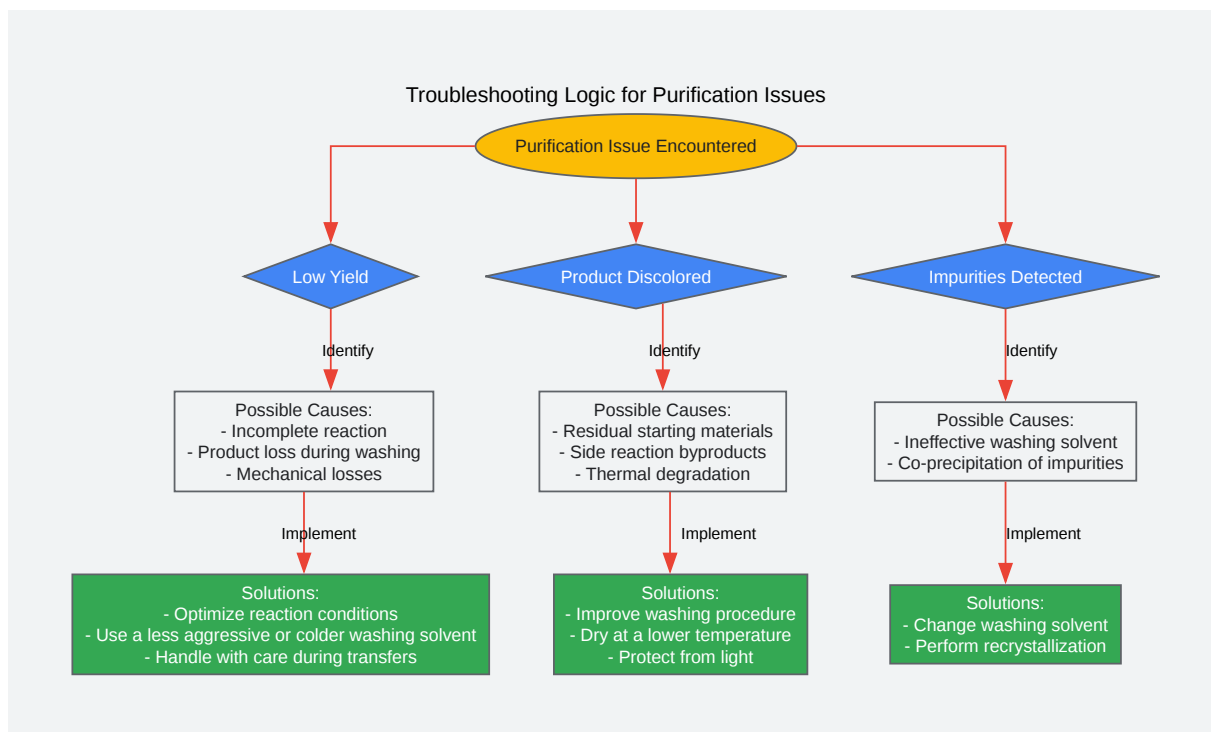 Troubleshooting Logic for Purification Issues
Purification Issue Encountered
Low Yield
Product Discolored
Impurities Detected
Identify
Identify
Identify
Possible Causes:
- Incomplete reaction
- Product loss during washing
- Mechanical losses
Possible Causes:
- Residual starting materials
- Side reaction byproducts
- Thermal degradation
Possible Causes:
- Ineffective washing solvent
- Co-precipitation of impurities
Implement
Implement
Implement
Solutions:
- Optimize reaction conditions
- Use a less aggressive or colder washing solvent
- Handle with care during transfers
Solutions:
- Improve washing procedure
- Dry at a lower temperature
- Protect from light
Solutions:
- Change washing solvent
- Perform recrystallization